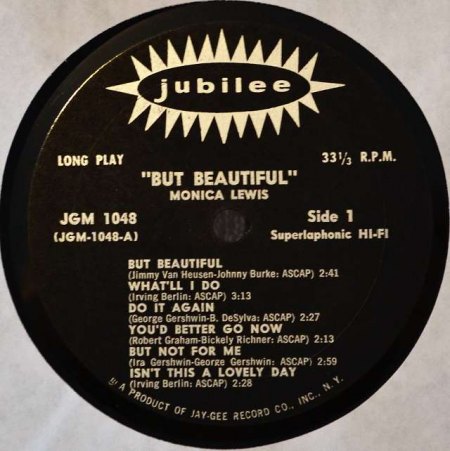 jubilee
LONG PLAY
33 1/3 R.P.M.
"BUT BEAUTIFUL"
MONICA LEWIS
JGM 1048
Side 1
(JGM-1048-A)
Superlaphonic HI-FI
BUT BEAUTIFUL
(Jimmy Van Heusen-Johnny Burke: ASCAP) 2:41
WHAT'LL I DO
(Irving Berlin: ASCAP) 3:13
DO IT AGAIN
(George Gershwin-B. DeSylva: ASCAP) 2:27
YOU'D BETTER GO NOW
(Robert Graham-Bickely Richner: ASCAP) 2:13
BUT NOT FOR ME
(Ira Gershwin-George Gershwin: ASCAP) 2:59
ISN'T THIS A LOVELY DAY
(Irving Berlin: ASCAP) 2:28
A PRODUCT OF JAY-GEE RECORD CO., INC., N.Y.